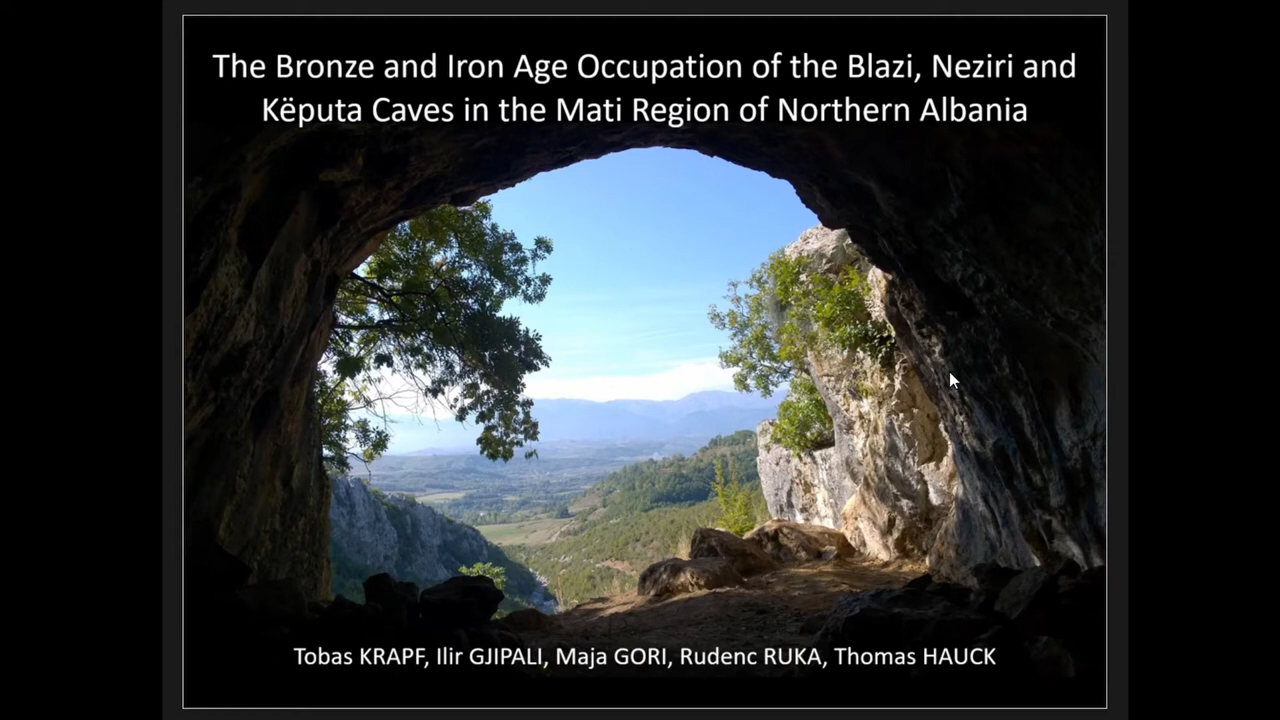 The Bronze and Iron Age Occupation of the Blazi, Neziri and
Këputa Caves in the Mati Region of Northern Albania
Tobas KRAPF, Ilir GJIPALI, Maja GORI, Rudenc RUKA, Thomas HAUCK